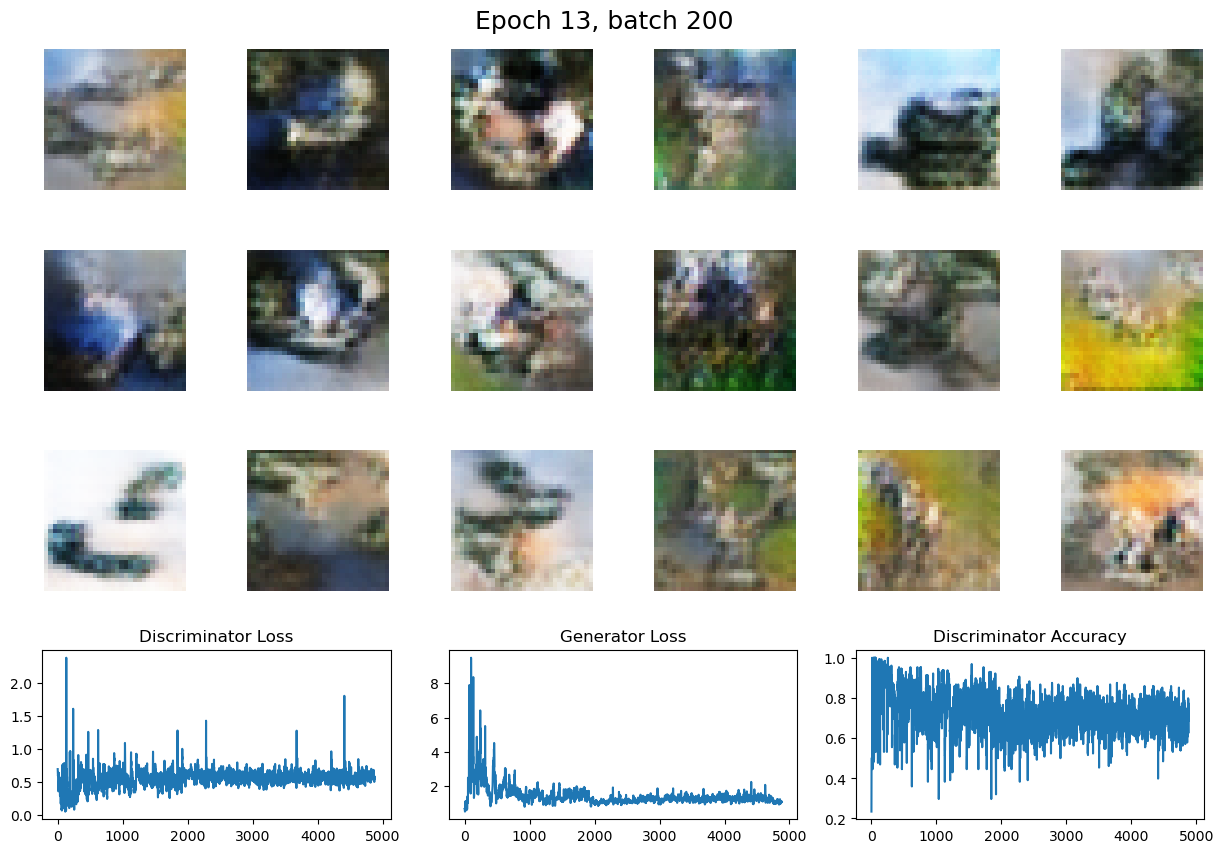 Epoch 13, batch 200
Discriminator Loss
Generator Loss
Discriminator Accuracy
2.0
1.5
1.0
0.5
0.0
0 1000 2000 3000 4000 5000
8
6
4
2
0 1000 2000 3000 4000 5000
1.0
0.8
0.6
0.4
0.2
0 1000 2000 3000 4000 5000